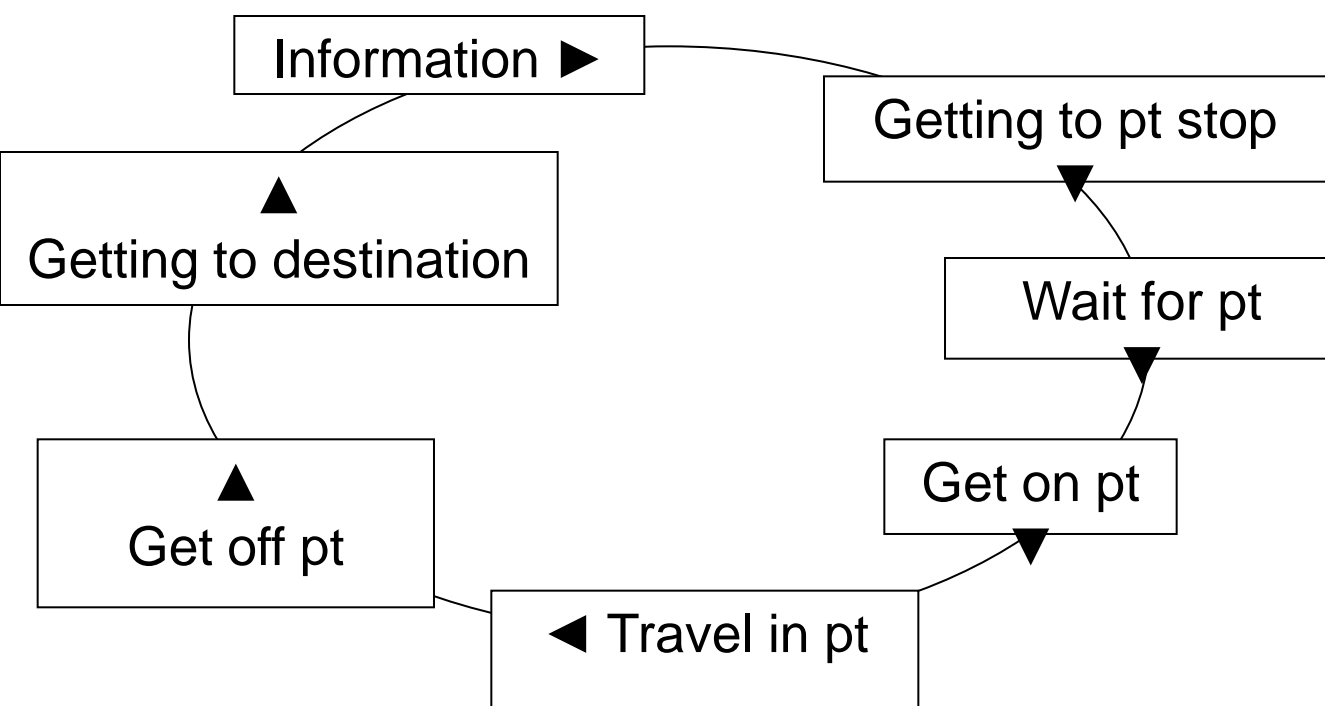 Information ►
Getting to pt stop
▼
Wait for pt
▼
Get on pt
▼
◄ Travel in pt
▲
Get off pt
▲
Getting to destination